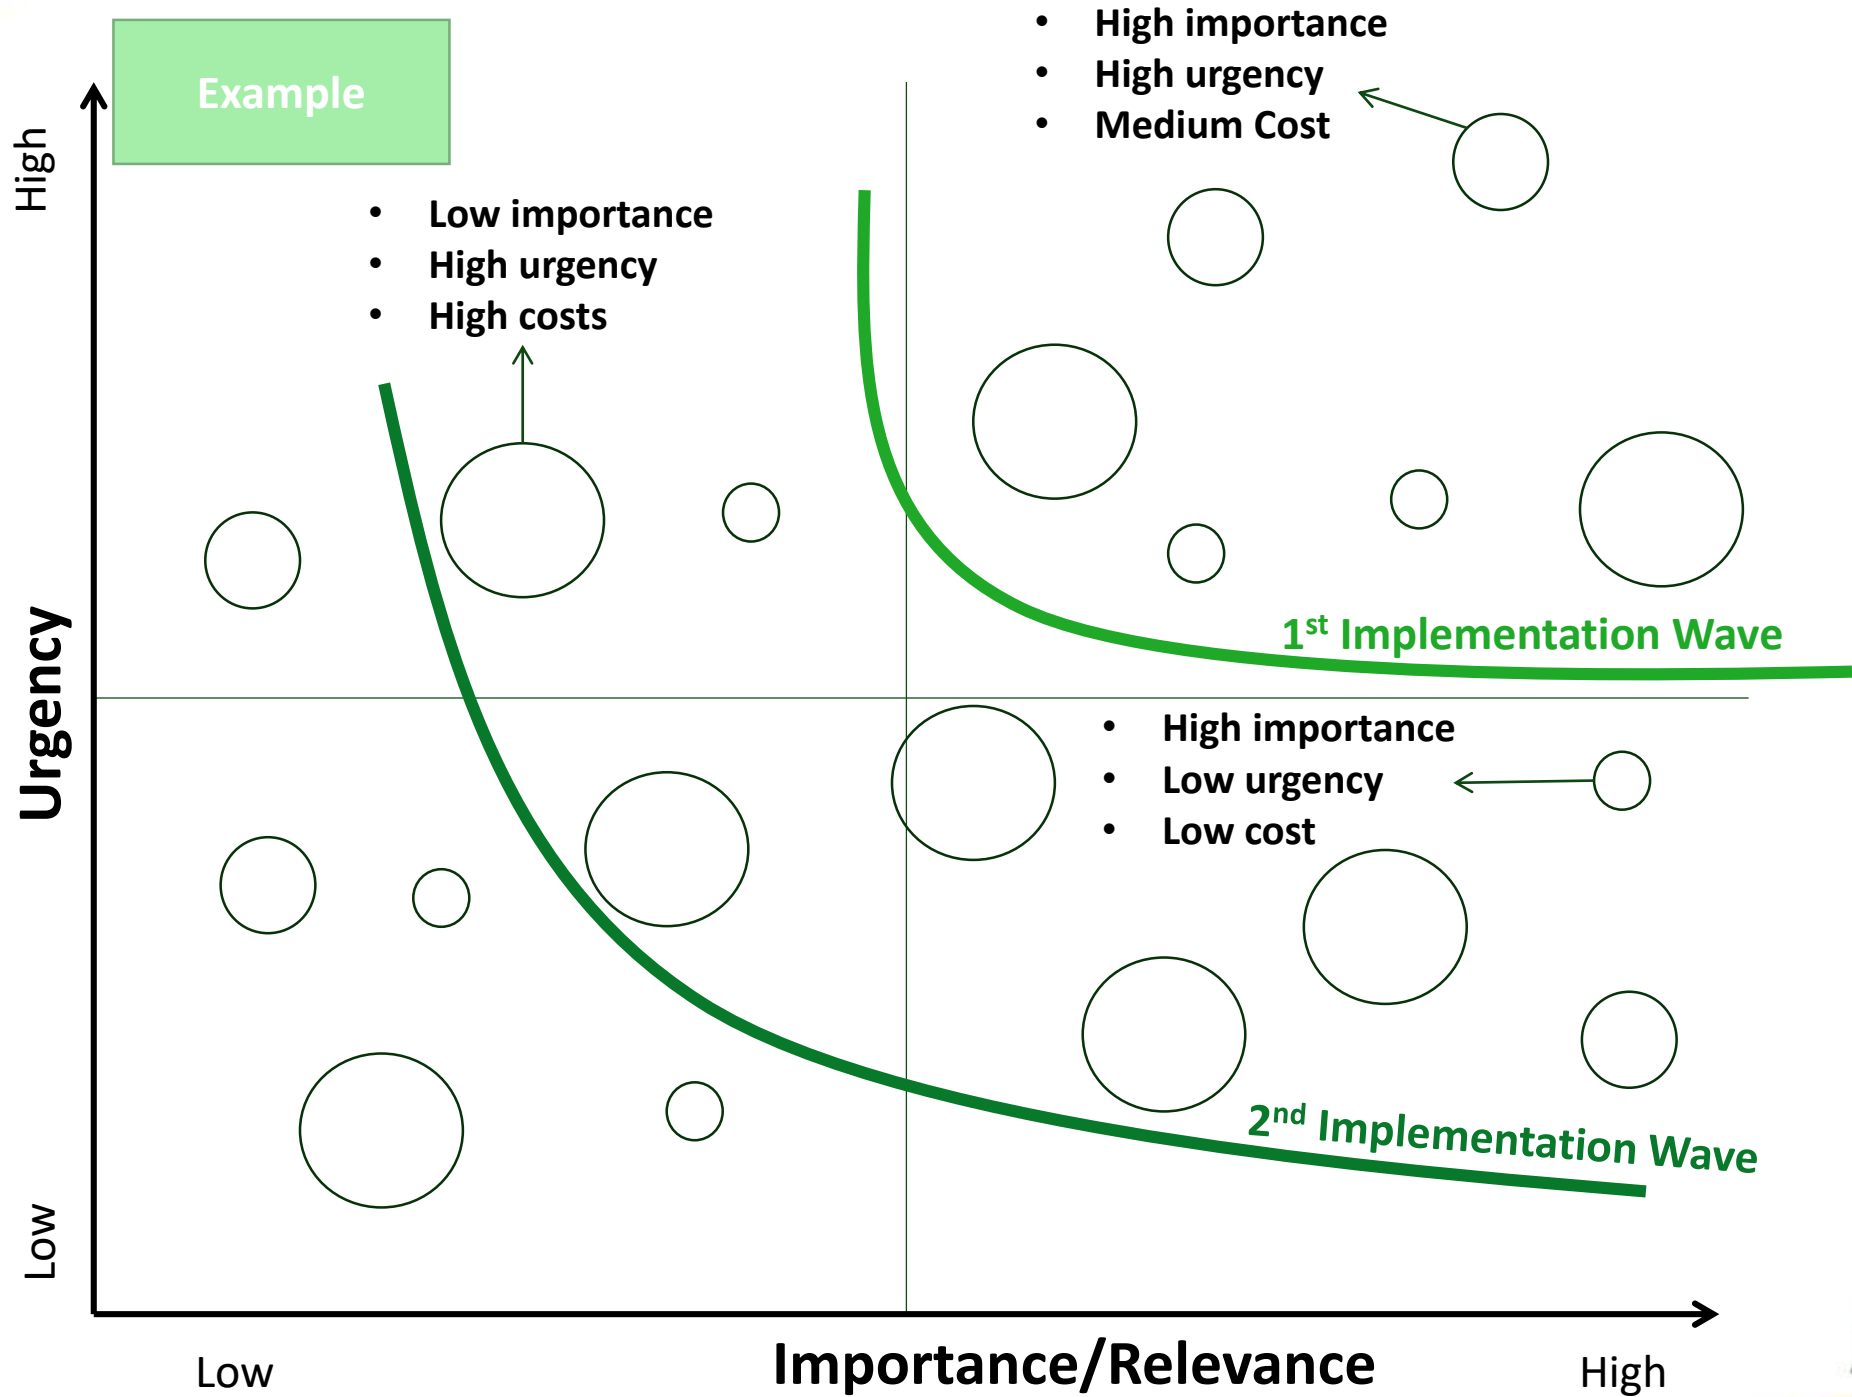 Example
• High importance
• High urgency
• Medium Cost
• Low importance
• High urgency
• High costs
High
Urgency
Low
1st Implementation Wave
• High importance
• Low urgency
• Low cost
2nd Implementation Wave
Low
Importance/Relevance
High